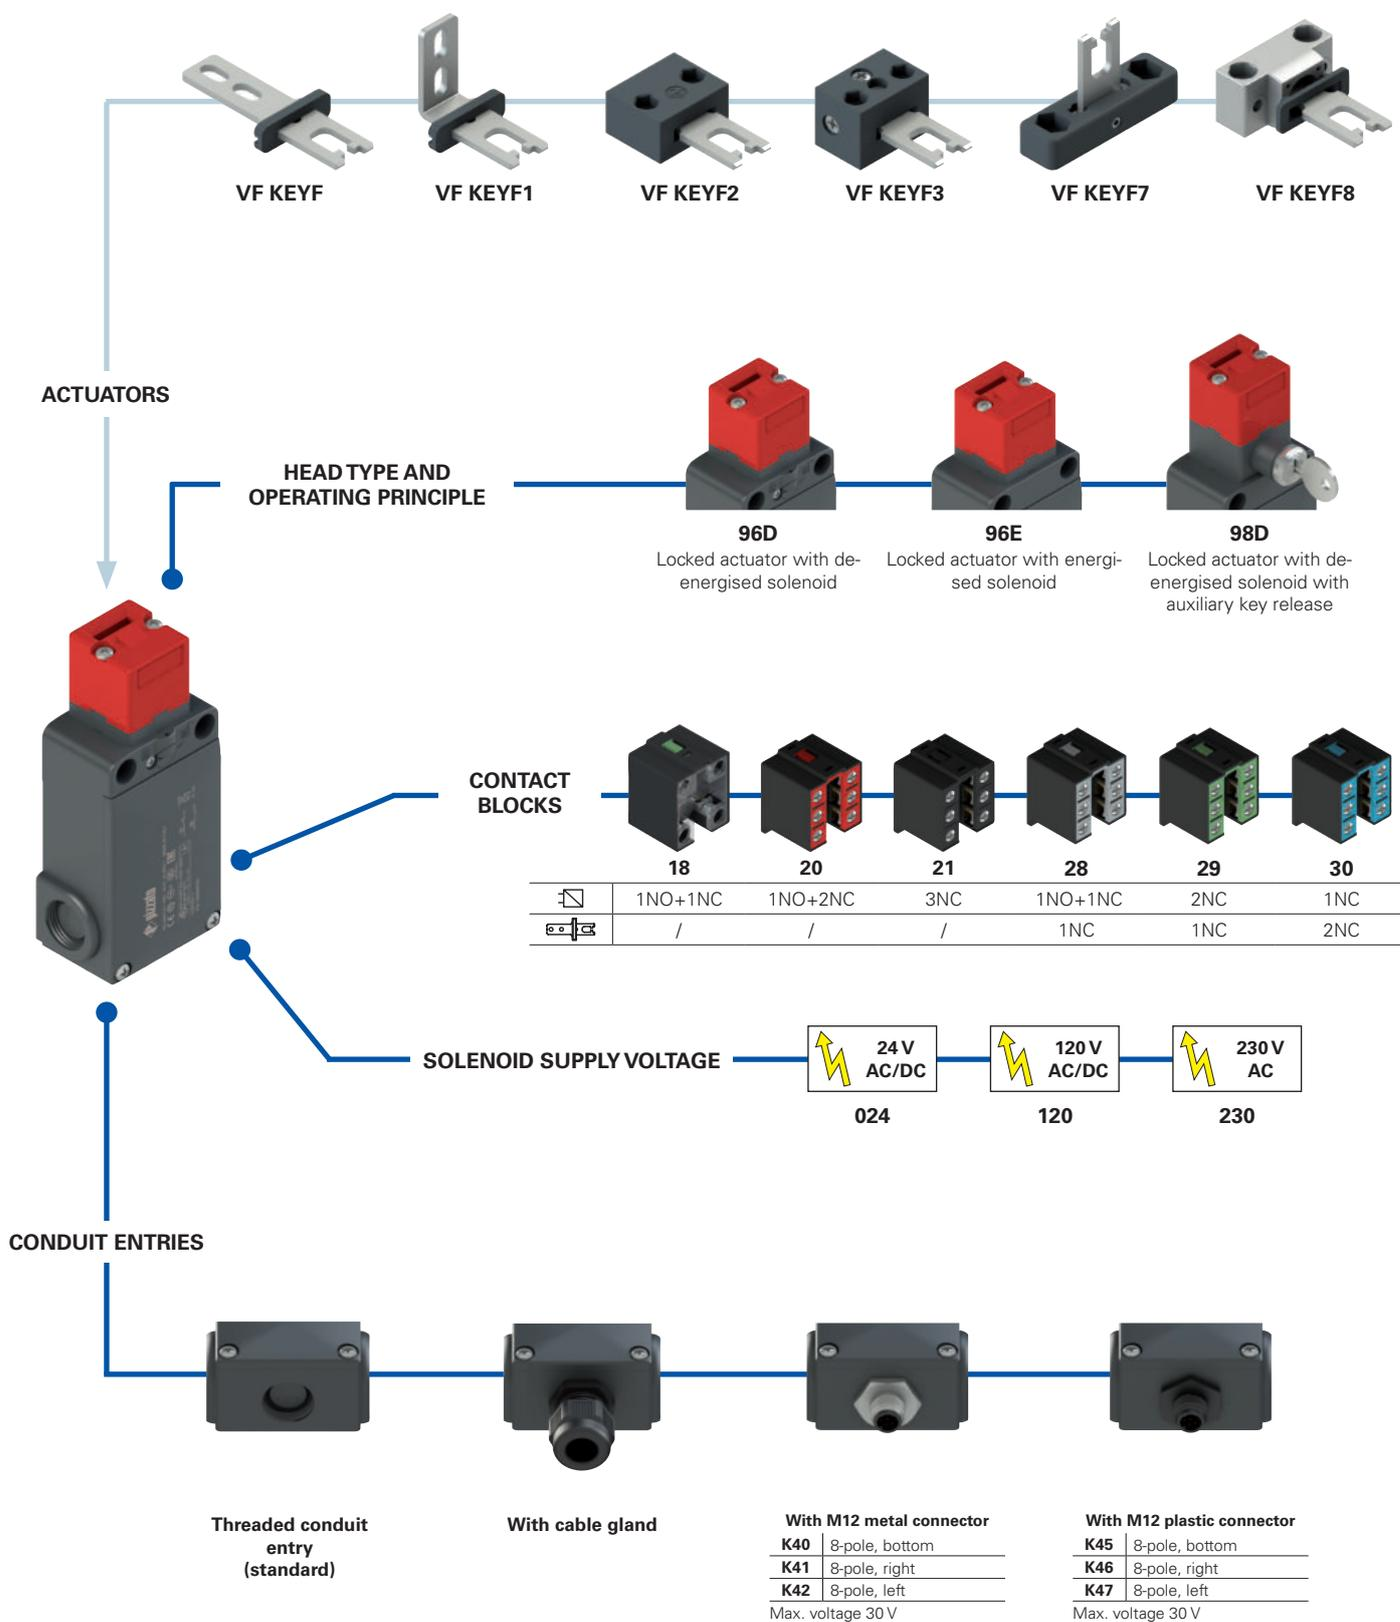 VF KEYF
VF KEYF1
VF KEYF2
VF KEYF3
VF KEYF7
VF KEYF8
ACTUATORS
HEAD TYPE AND
OPERATING PRINCIPLE
96D
Locked actuator with de-
energised solenoid
96E
Locked actuator with energi-
sed solenoid
98D
Locked actuator with de-
energised solenoid with
auxiliary key release
pizzato
CONTACT
BLOCKS
18
20
21
28
29
30
1NO+1NC
1NO+2NC
3NC
1NO+1NC
2NC
1NC
/
/
/
1NC
1NC
2NC
SOLENOID SUPPLY VOLTAGE
24 V
AC/DC
120 V
AC/DC
230 V
AC
024
120
230
CONDUIT ENTRIES
Threaded conduit
entry
(standard)
With cable gland
With M12 metal connector
K40 8-pole, bottom
K41 8-pole, right
K42 8-pole, left
Max. voltage 30 V
With M12 plastic connector
K45 8-pole, bottom
K46 8-pole, right
K47 8-pole, left
Max. voltage 30 V